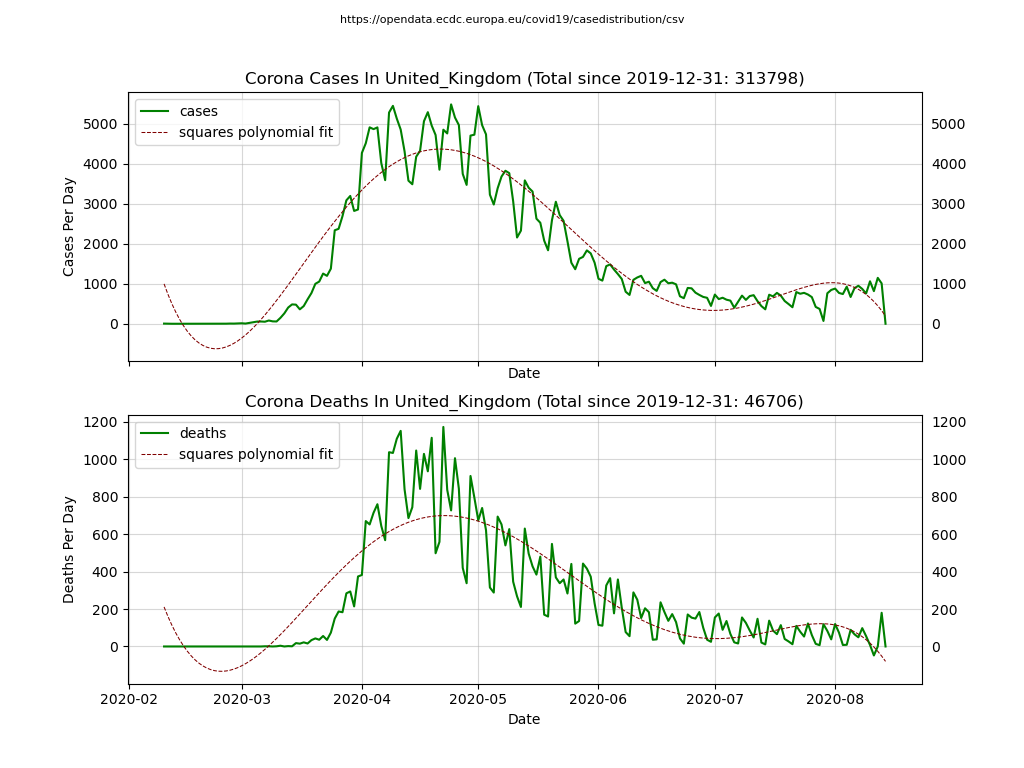 https://opendata.ecdc.europa.eu/covid19/casedistribution/csv
Corona Cases In United_Kingdom (Total since 2019-12-31: 313798)
cases
squares polynomial fit
Cases Per Day
5000
4000
3000
2000
1000
0
5000
4000
3000
2000
1000
0
Date
Corona Deaths In United_Kingdom (Total since 2019-12-31: 46706)
deaths
squares polynomial fit
Deaths Per Day
1200
1000
800
600
400
200
0
1200
1000
800
600
400
200
0
2020-02 2020-03 2020-04 2020-05 2020-06 2020-07 2020-08
Date